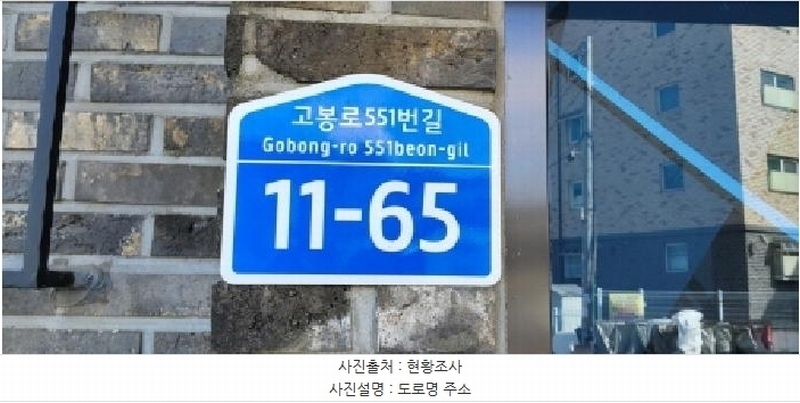 고봉로551번길
Gobong-ro 551beon-gil
11-65
사진출처 : 현황조사
사진설명 : 도로명 주소